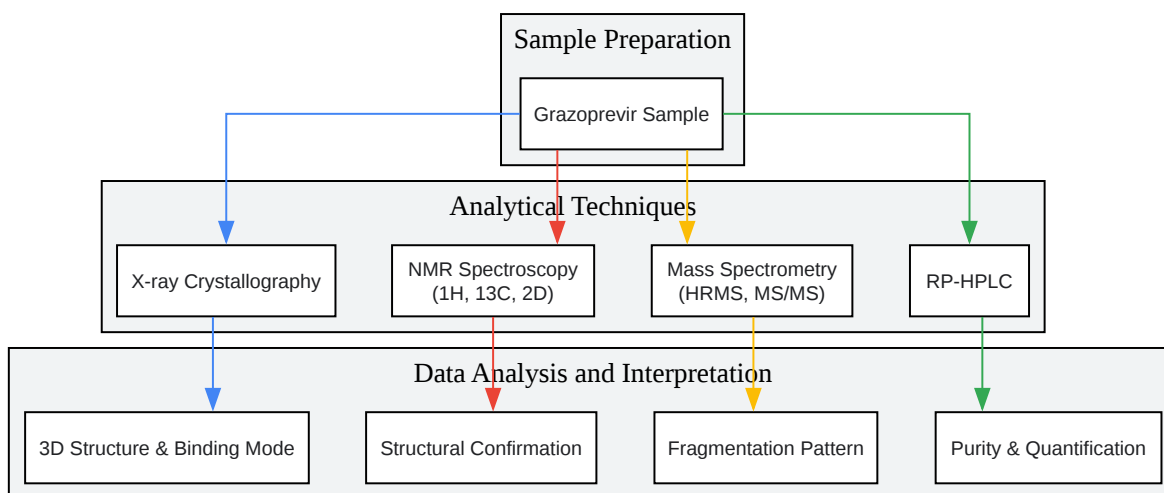 Sample Preparation
Grazoprevir Sample
Analytical Techniques
X-ray Crystallography
NMR Spectroscopy
(1H, 13C, 2D)
Mass Spectrometry
(HRMS, MS/MS)
RP-HPLC
Data Analysis and Interpretation
3D Structure & Binding Mode
Structural Confirmation
Fragmentation Pattern
Purity & Quantification